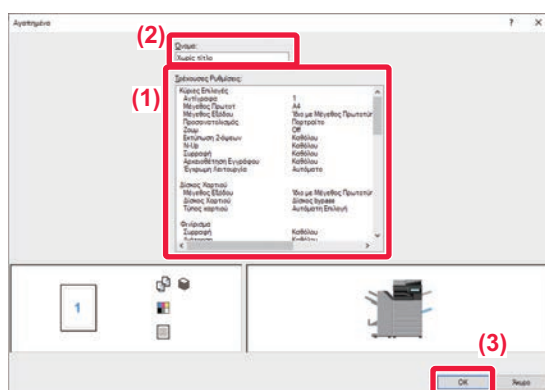 Αγαπημένα ? ×
(2)
Όνομα:
Χωρίς τίτλο
Τρέχουσες Ρυθμίσεις:
(1)
Κύριες Επιλογές
Αντίγραφα 1
Μέγεθος Πρωτοτ A4
Μέγεθος Εξόδου Ίδιο με Μέγεθος Πρωτοτύπ
Προσανατολισμός Πορτραίτο
Ζουμ Off
Εκτύπωση 2-όψεων Καθόλου
N-Up Καθόλου
Συρραφή Καθόλου
Αρχειοθέτηση Εγγράφου Καθόλου
Έγχρωμη Λειτουργία Αυτόματο
Δίσκος Χαρτιού
Μέγεθος Εξόδου Ίδιο με Μέγεθος Πρωτοτύπ
Δίσκος Χαρτιού Δίσκος bypass
Τύπος χαρτιού Αυτόματη Επιλογή
Φινίρισμα
Συρραφή Καθόλου
Διάτρηση Καθόλου
1
(3)
OK Άκυρο